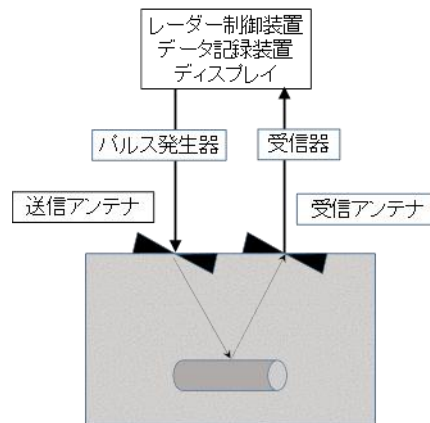 レーダー制御装置
データ記録装置
ディスプレイ
パルス発生器
受信器
送信アンテナ
受信アンテナ